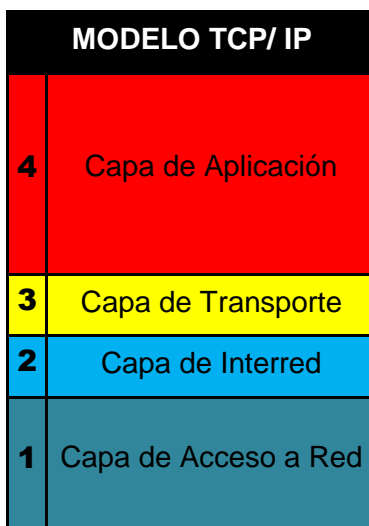 MODELO TCP/ IP
4 Capa de Aplicación
3 Capa de Transporte
2 Capa de Interred
1 Capa de Acceso a Red